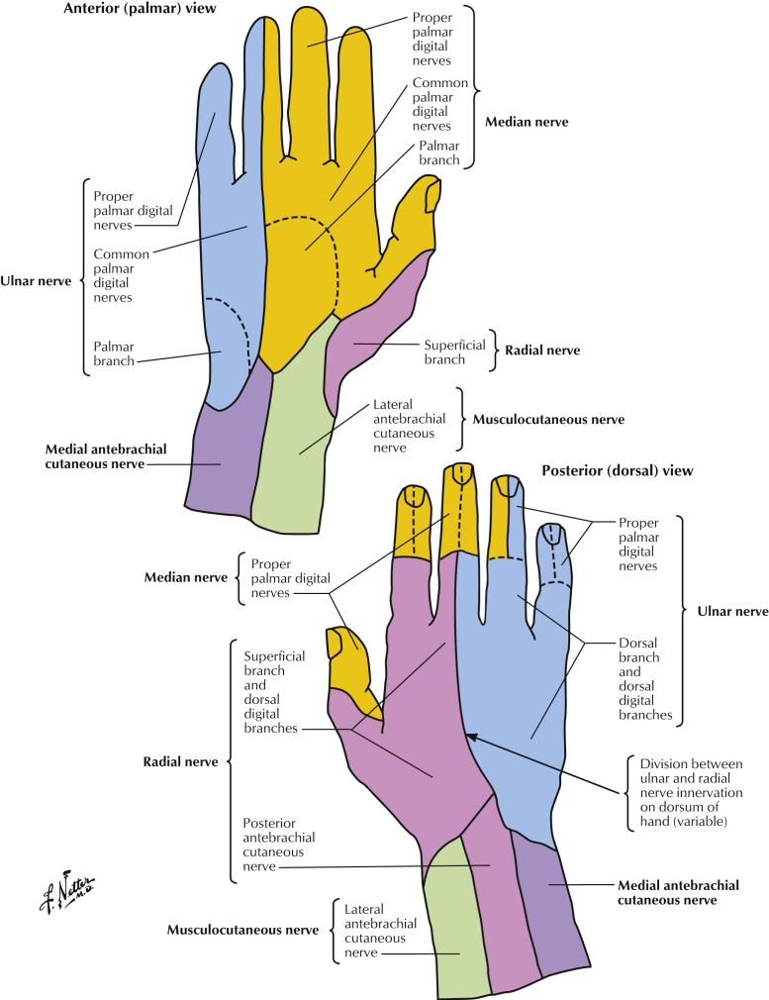 Anterior (palmar) view
Proper
palmar
digital
nerves
Common
palmar
digital
nerves
Palmar
branch
Median nerve
Proper
palmar digital
nerves
Common
palmar
digital
nerves
Palmar
branch
Ulnar nerve
Superficial
branch
Radial nerve
Lateral
antebrachial
cutaneous
nerve
Musculocutaneous nerve
Medial antebrachial
cutaneous nerve
Posterior (dorsal) view
Proper
palmar
digital
nerves
Ulnar nerve
Dorsal
branch
and
dorsal
digital
branches
Median nerve
Proper
palmar digital
nerves
Superficial
branch
and
dorsal
digital
branches
Radial nerve
Posterior
antebrachial
cutaneous
nerve
Division between
ulnar and radial
nerve innervation
on dorsum of
hand (variable)
Medial antebrachial
cutaneous nerve
Musculocutaneous nerve
Lateral
antebrachial
cutaneous
nerve
F. Netter
M.D.